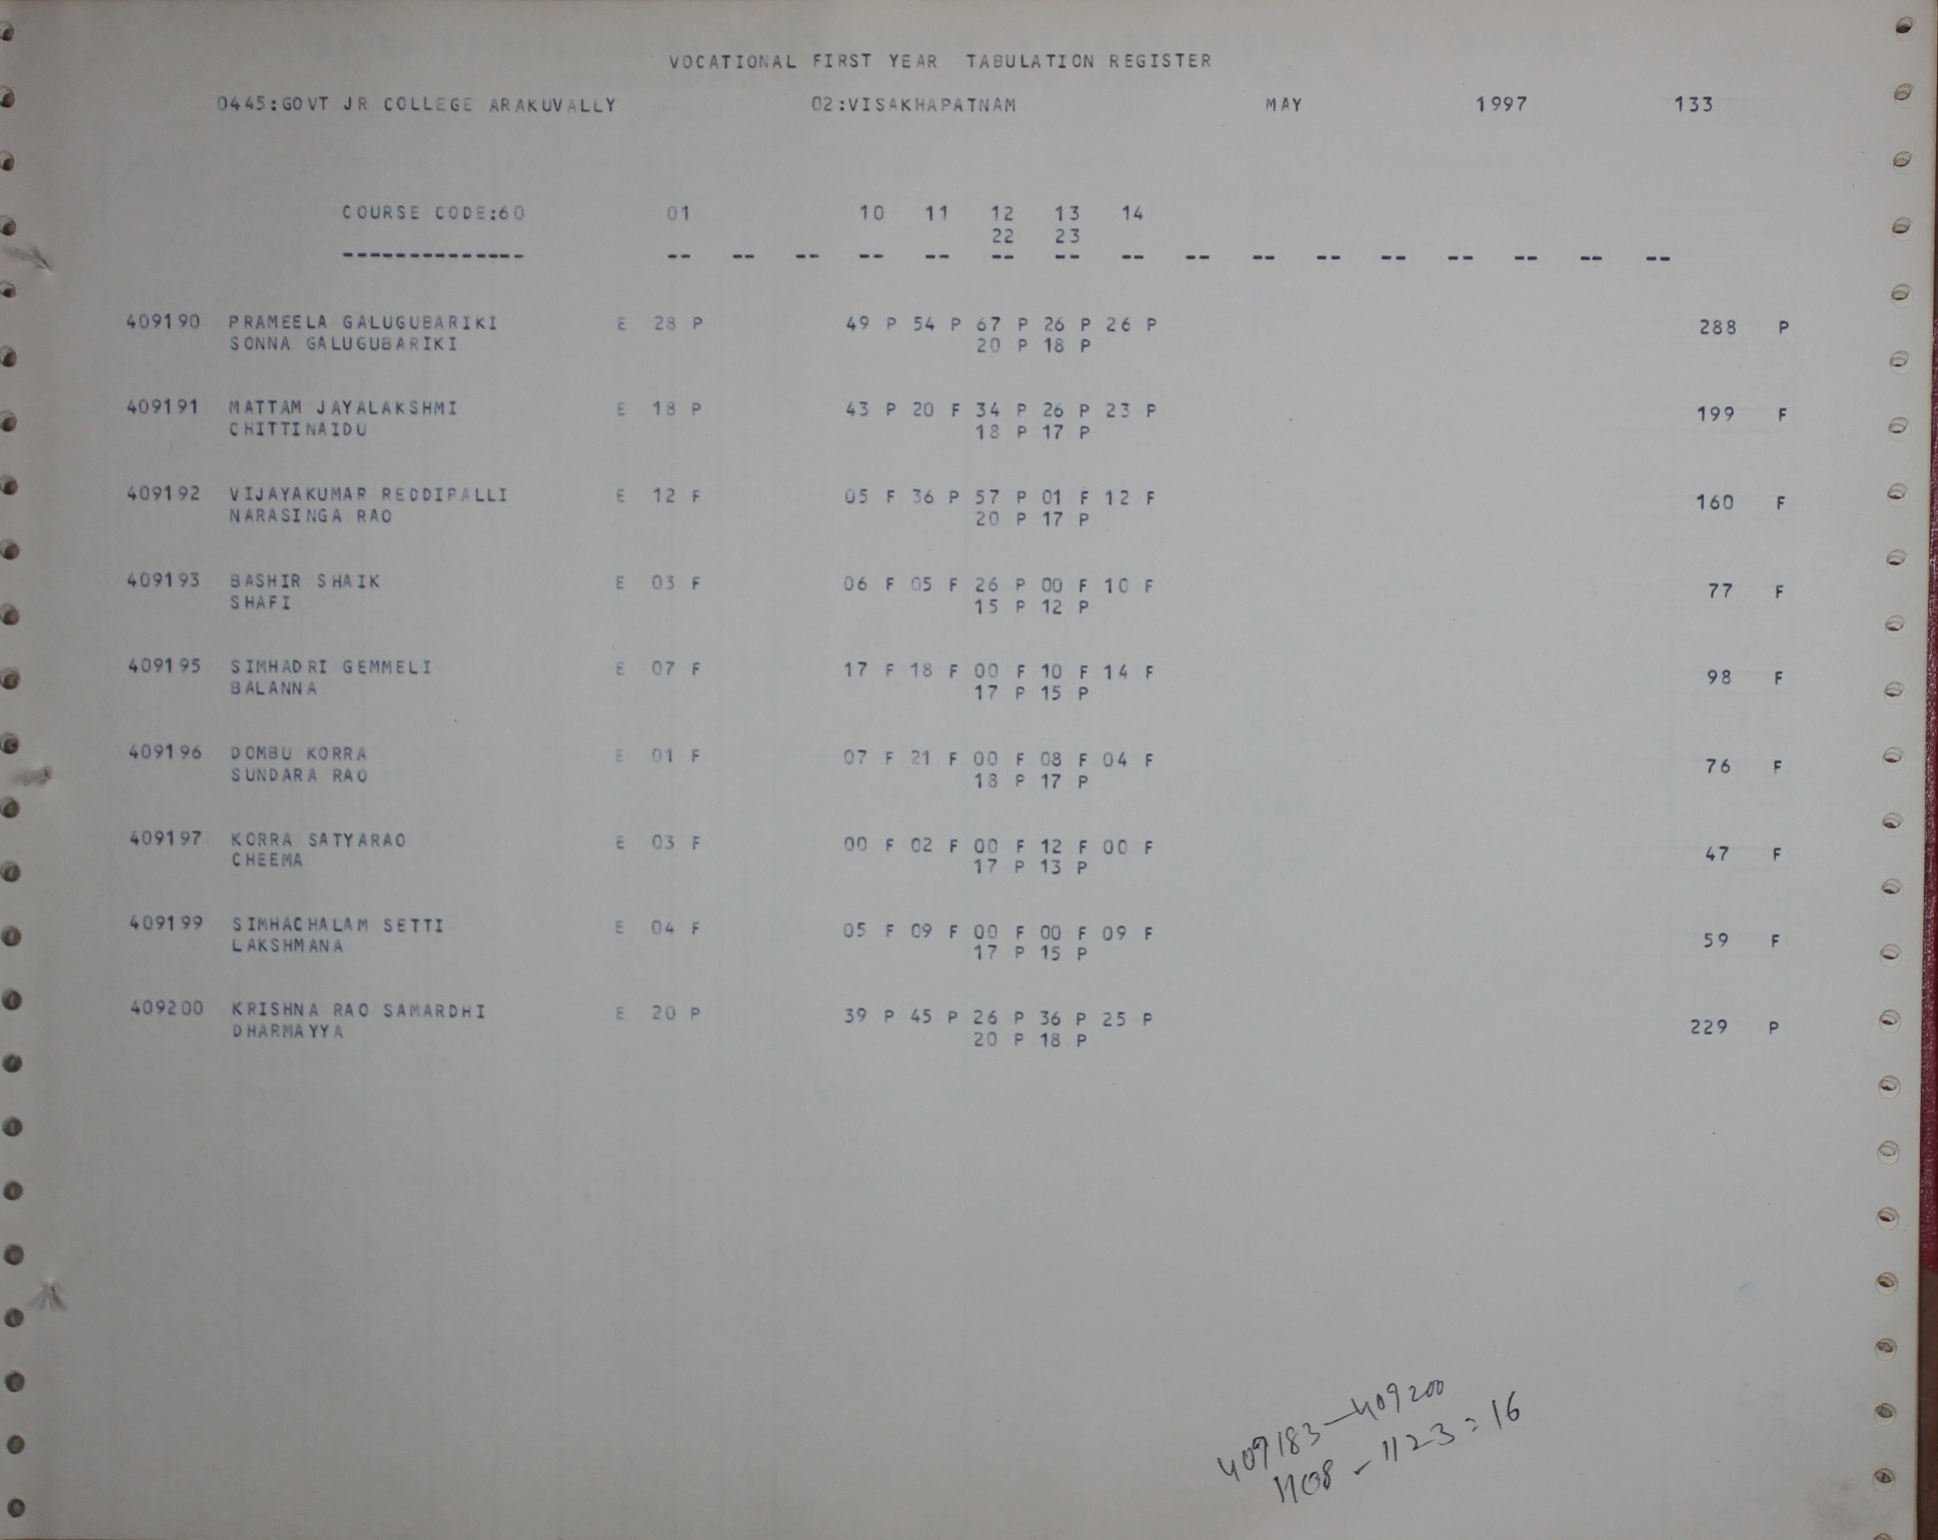 VOCATIONAL FIRST YEAR TABULATION REGISTER
0445:GOVT JR COLLEGE ARAKUVALLY 02:VISAKHAPATNAM MAY 1997 133
COURSE CODE:60 01 10 11 12 13 14
22 23
-------------- -- -- -- -- -- -- -- -- -- -- -- -- -- -- -- --
409190 PRAMEELA GALUGUBARIKI E 28 P 49 P 54 P 67 P 26 P 26 P 288 P
SONNA GALUGUBARIKI 20 P 18 P
409191 MATTAM JAYALAKSHMI E 18 P 43 P 20 F 34 P 26 P 23 P 199 F
CHITTINAIDU 18 P 17 P
409192 VIJAYAKUMAR REDDIPALLI E 12 F 05 F 36 P 57 P 01 F 12 F 160 F
NARASINGA RAO 20 P 17 P
409193 BASHIR SHAIK E 03 F 06 F 05 F 26 P 00 F 10 F 77 F
SHAFI 15 P 12 P
409195 SIMHADRI GEMMELI E 07 F 17 F 18 F 00 F 10 F 14 F 98 F
BALANNA 17 P 15 P
409196 DOMBU KORRA E 01 F 07 F 21 F 00 F 08 F 04 F 76 F
SUNDARA RAO 18 P 17 P
409197 KORRA SATYARAO E 03 F 00 F 02 F 00 F 12 F 00 F 47 F
CHEEMA 17 P 13 P
409199 SIMHACHALAM SETTI E 04 F 05 F 09 F 00 F 00 F 09 F 59 F
LAKSHMANA 17 P 15 P
409200 KRISHNA RAO SAMARDHI E 20 P 39 P 45 P 26 P 36 P 25 P 229 P
DHARMAYYA 20 P 18 P
409183-409200
1108 - 1123 = 16